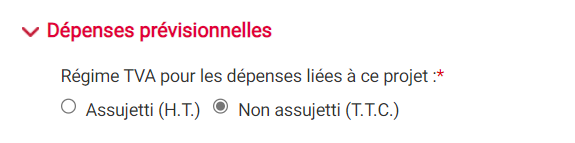 Dépenses prévisionnelles
Régime TVA pour les dépenses liées à ce projet :*
Assujetti (H.T.) Non assujetti (T.T.C.)